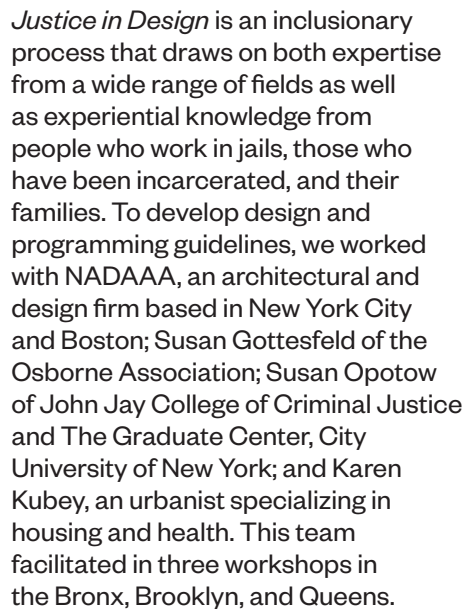 Justice in Design is an inclusionary
process that draws on both expertise
from a wide range of fields as well
as experiential knowledge from
people who work in jails, those who
have been incarcerated, and their
families. To develop design and
programming guidelines, we worked
with NADAAA, an architectural and
design firm based in New York City
and Boston; Susan Gottesfeld of the
Osborne Association; Susan Opotow
of John Jay College of Criminal Justice
and The Graduate Center, City
University of New York; and Karen
Kubey, an urbanist specializing in
housing and health. This team
facilitated in three workshops in
the Bronx, Brooklyn, and Queens.